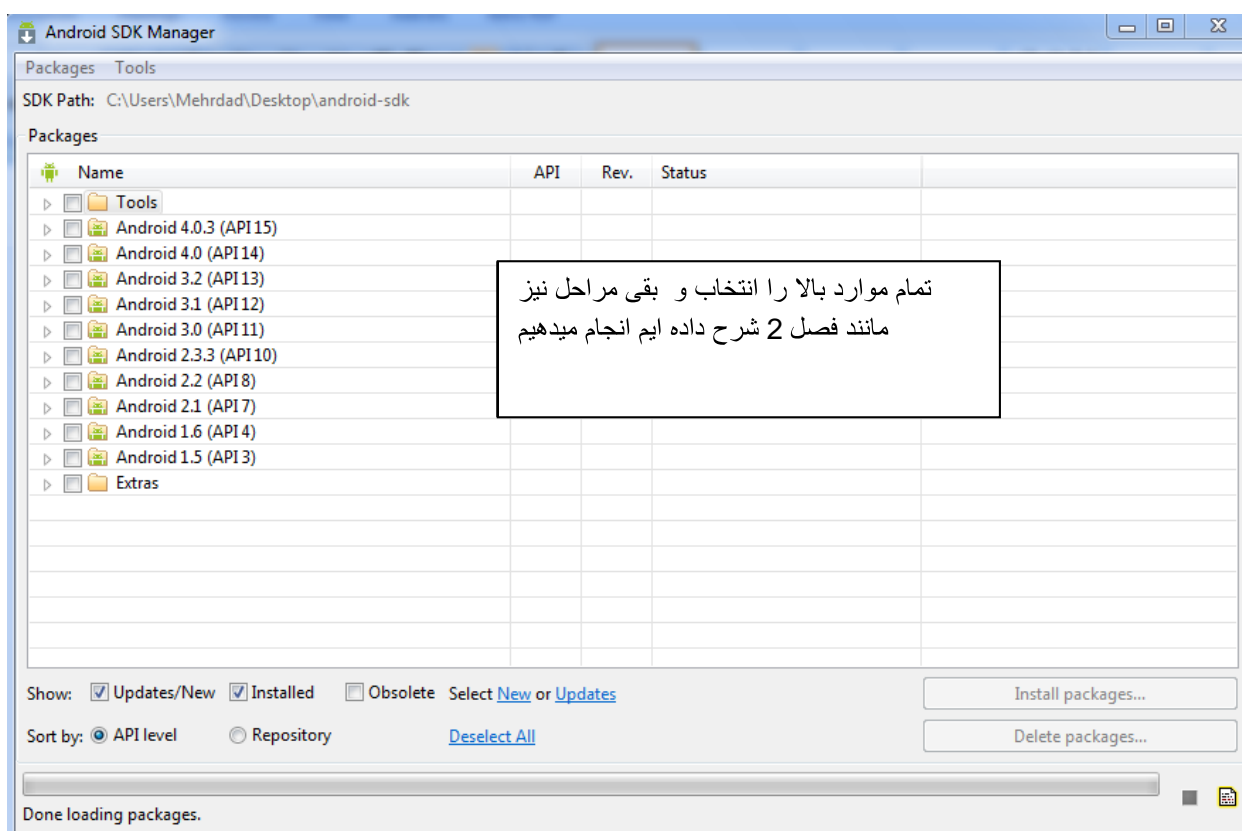 Android SDK Manager
Packages Tools
SDK Path: C:\Users\Mehrdad\Desktop\android-sdk
Packages
Name API Rev. Status
Tools
Android 4.0.3 (API 15)
Android 4.0 (API 14)
Android 3.2 (API 13)
Android 3.1 (API 12)
Android 3.0 (API 11)
Android 2.3.3 (API 10)
Android 2.2 (API 8)
Android 2.1 (API 7)
Android 1.6 (API 4)
Android 1.5 (API 3)
Extras
تمام موارد بالا را انتخاب و بقی مراحل نیز
مانند فصل 2 شرح داده ایم انجام میدهیم
Show: Updates/New Installed Obsolete Select New or Updates Install packages...
Sort by: API level Repository Deselect All Delete packages...
Done loading packages.